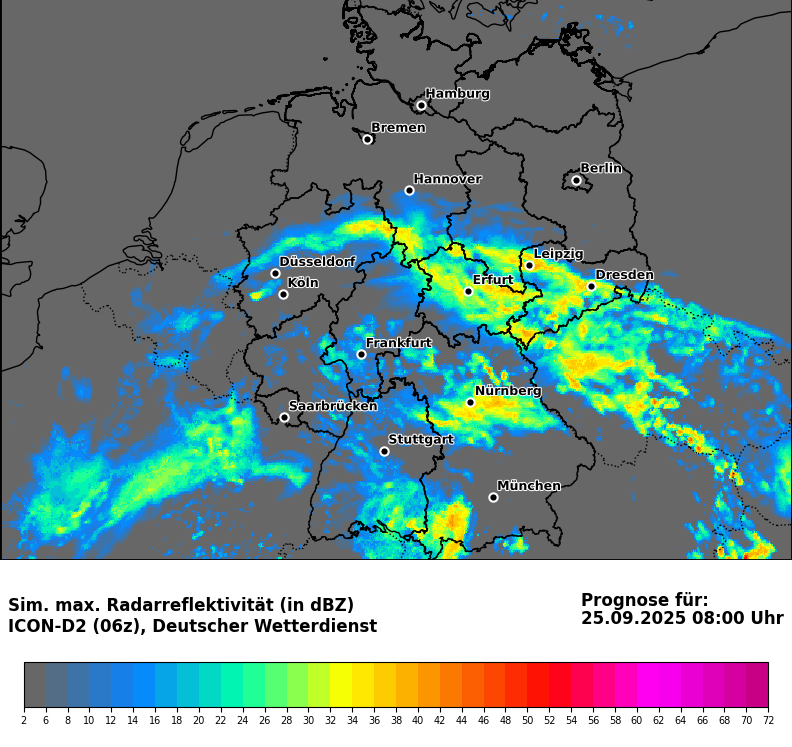 Hamburg
Bremen
Berlin
Hannover
Leipzig
Düsseldorf
Dresden
Köln
Erfurt
Frankfurt
Nürnberg
Saarbrücken
Stuttgart
München
Sim. max. Radarreflektivität (in dBZ)
ICON-D2 (06z), Deutscher Wetterdienst
Prognose für:
25.09.2025 08:00 Uhr
2 6 8 10 12 14 16 18 20 22 24 26 28 30 32 34 36 38 40 42 44 46 48 50 52 54 56 58 60 62 64 66 68 70 72